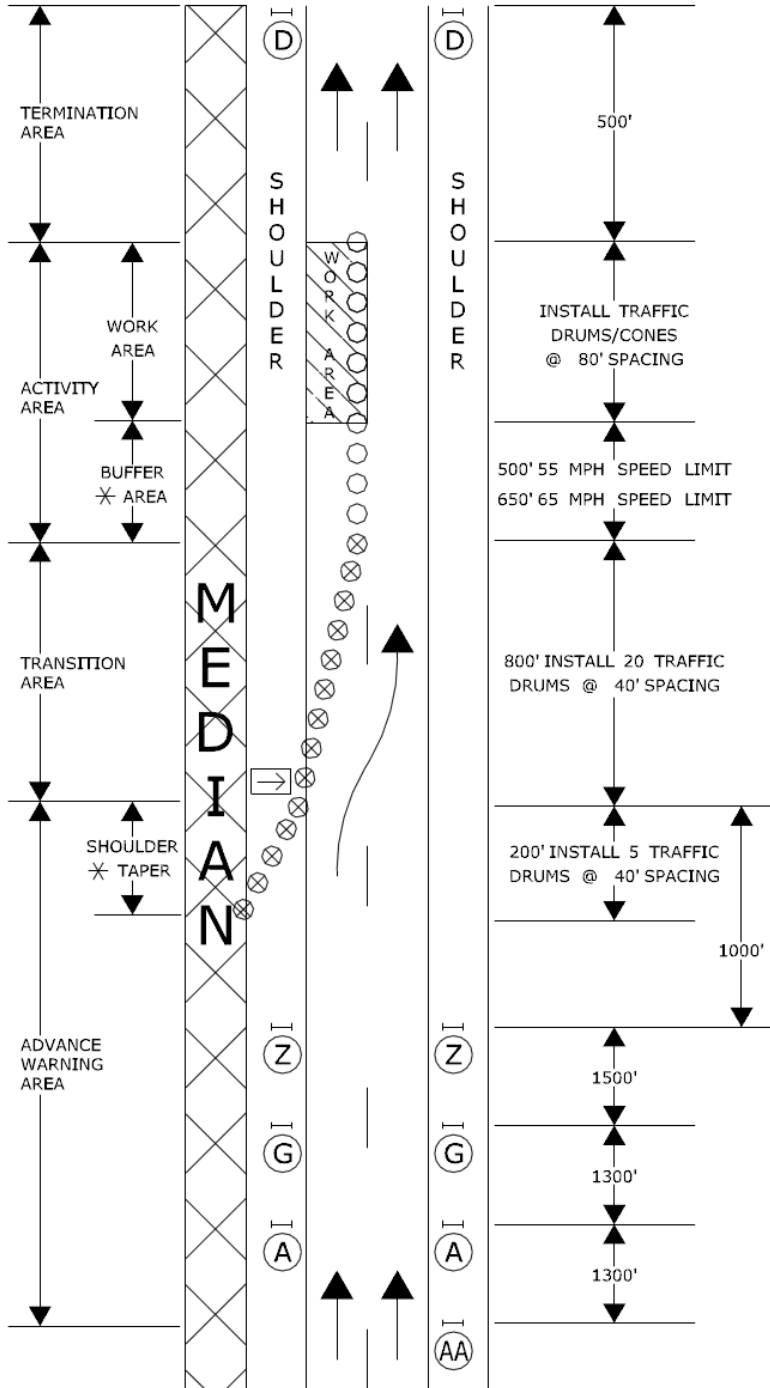 D
D
TERMINATION
AREA
500'
SHOULDER
SHOULDER
WORK AREA
WORK
AREA
INSTALL TRAFFIC
DRUMS/CONES
@ 80' SPACING
ACTIVITY
AREA
BUFFER
* AREA
500' 55 MPH SPEED LIMIT
650' 65 MPH SPEED LIMIT
MEDIAN
TRANSITION
AREA
800' INSTALL 20 TRAFFIC
DRUMS @ 40' SPACING
→
SHOULDER
* TAPER
200' INSTALL 5 TRAFFIC
DRUMS @ 40' SPACING
1000'
ADVANCE
WARNING
AREA
Z
Z
1500'
G
G
1300'
A
A
1300'
AA